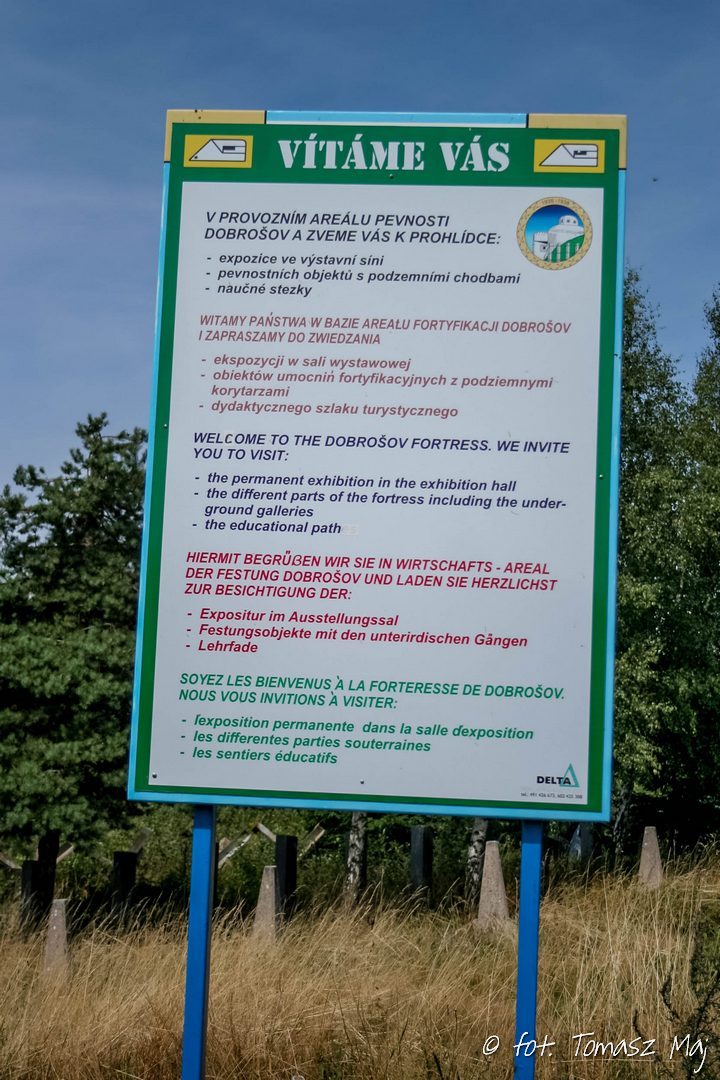 VÍTÁME VÁS
V PROVOZNÍM AREÁLU PEVNOSTI
DOBROŠOV A ZVEME VÁS K PROHLÍDCE:
- expozice ve výstavní síni
- pevnostních objektů s podzemními chodbami
- naučné stezky
WITAMY PAŃSTWA W BAZIE AREAŁU FORTYFIKACJI DOBROŠOV
I ZAPRASZAMY DO ZWIEDZANIA
- ekspozycji w sali wystawowej
- obiektów umocniń fortyfikacyjnych z podziemnymi
korytarzami
- dydaktycznego szlaku turystycznego
WELCOME TO THE DOBROŠOV FORTRESS. WE INVITE
YOU TO VISIT:
- the permanent exhibition in the exhibition hall
- the different parts of the fortress including the under-
ground galleries
- the educational path
HIERMIT BEGRŰßEN WIR SIE IN WIRTSCHAFTS - AREAL
DER FESTUNG DOBROŠOV UND LADEN SIE HERZLICHST
ZUR BESICHTIGUNG DER:
- Expositur im Ausstellungssal
- Festungsobjekte mit den unterirdischen Gången
- Lehrfade
SOYEZ LES BIENVENUS À LA FORTERESSE DE DOBROŠOV.
NOUS VOUS INVITIONS À VISITER:
- ľexposition permanente dans la salle ďexposition
- les differentes parties souterraines
- les sentiers éducatifs
DELTA
© fot. Tomasz Maj